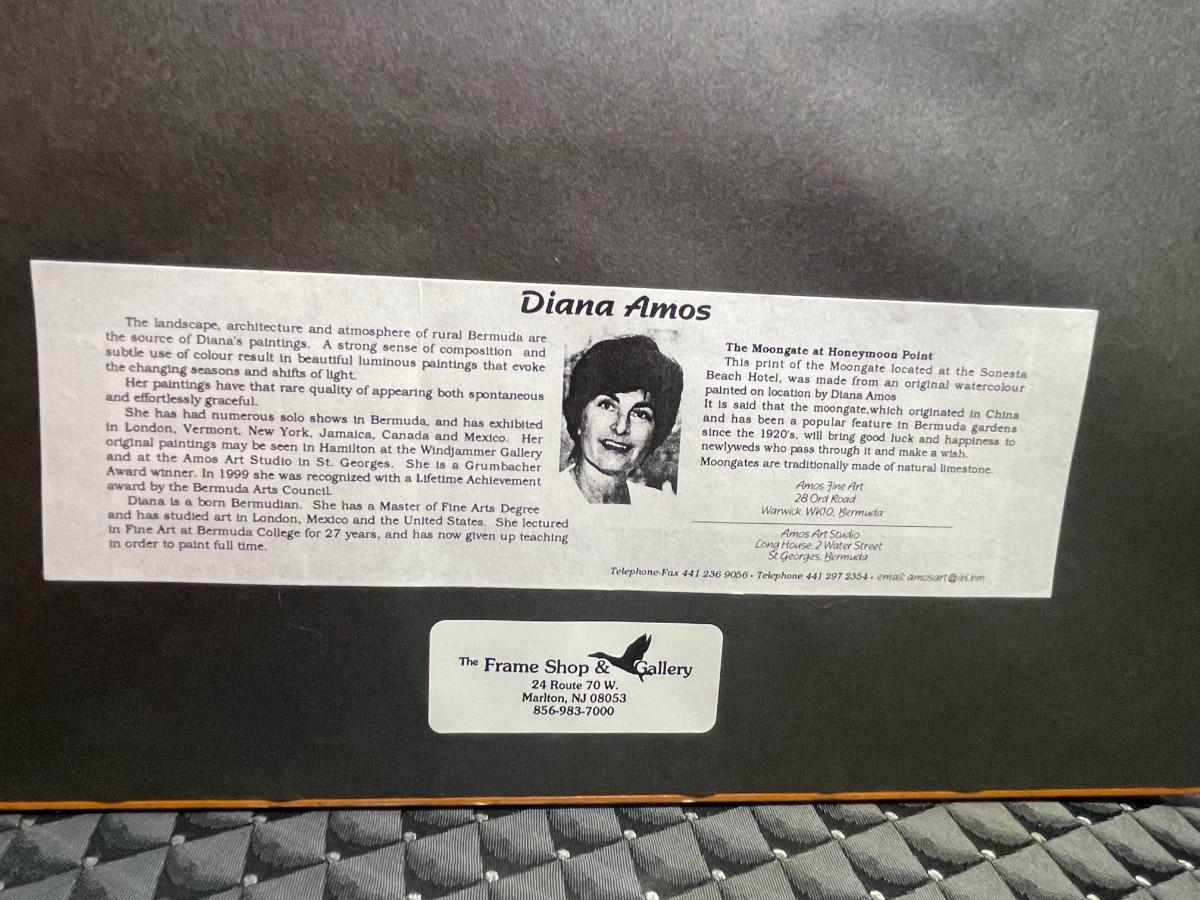 Diana Amos
The landscape, architecture and atmosphere of rural Bermuda are
the source of Diana's paintings. A strong sense of composition and
subtle use of colour result in beautiful luminous paintings that evoke
the changing seasons and shifts of light.
Her paintings have that rare quality of appearing both spontaneous
and effortlessly graceful.
She has had numerous solo shows in Bermuda, and has exhibited
in London, Vermont, New York, Jamaica, Canada and Mexico. Her
original paintings may be seen in Hamilton at the Windjammer Gallery
and at the Amos Art Studio in St. Georges. She is a Grumbacher
Award winner. In 1999 she was recognized with a Lifetime Achievement
award by the Bermuda Arts Council.
Diana is a born Bermudian. She has a Master of Fine Arts Degree
and has studied art in London, Mexico and the United States. She lectured
in Fine Art at Bermuda College for 27 years, and has now given up teaching
in order to paint full time.
The Moongate at Honeymoon Point
This print of the Moongate located at the Sonesta
Beach Hotel, was made from an original watercolour
painted on location by Diana Amos
It is said that the moongate,which originated in China
and has been a popular feature in Bermuda gardens
since the 1920's, will bring good luck and happiness to
newlyweds who pass through it and make a wish.
Moongates are traditionally made of natural limestone.
Amos Fine Art
28 Ord Road
Warwick WK10, Bermuda
Amos Art Studio
Long House, 2 Water Street
St Georges, Bermuda
Telephone-Fax 441 236 9056 • Telephone 441 297 2354 • email: amosart@ibl.bm
The Frame Shop & Gallery
24 Route 70 W.
Marlton, NJ 08053
856-983-7000